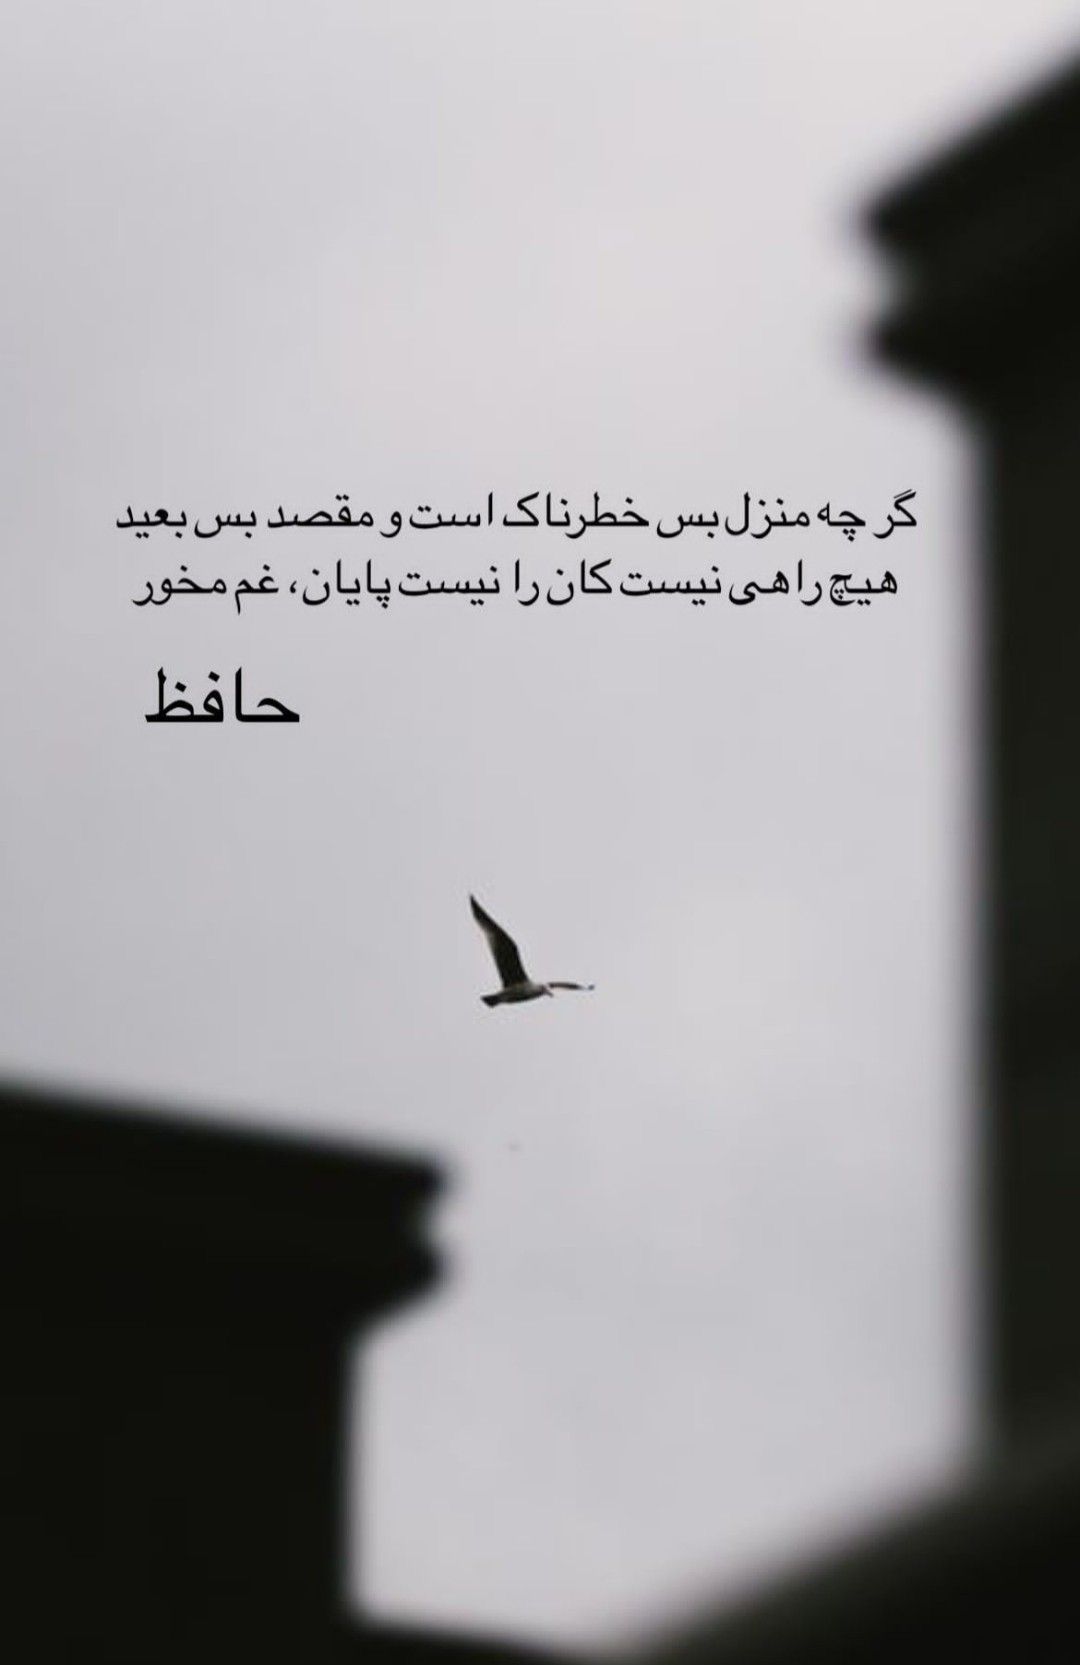 گر چه منزل بس خطرناک است و مقصد بس بعید
هیچ راهی نیست کان را نیست پایان، غم مخور
حافظ